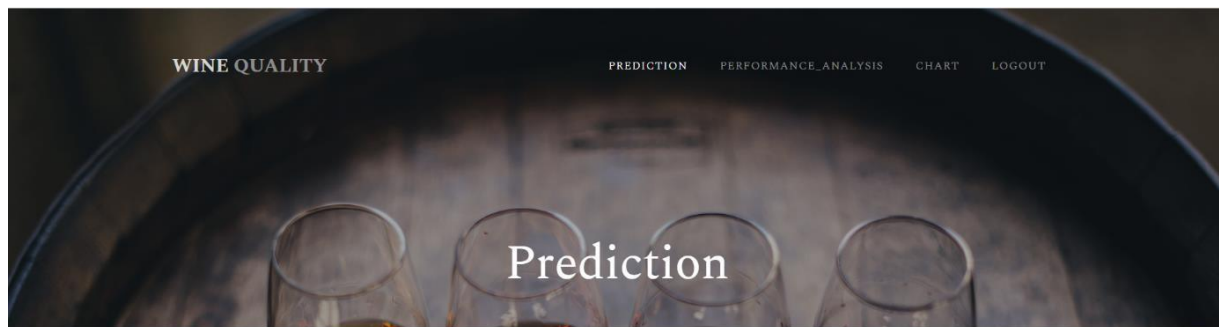 WINE QUALITY PREDICTION PERFORMANCE_ANALYSIS CHART LOGOUT
Prediction